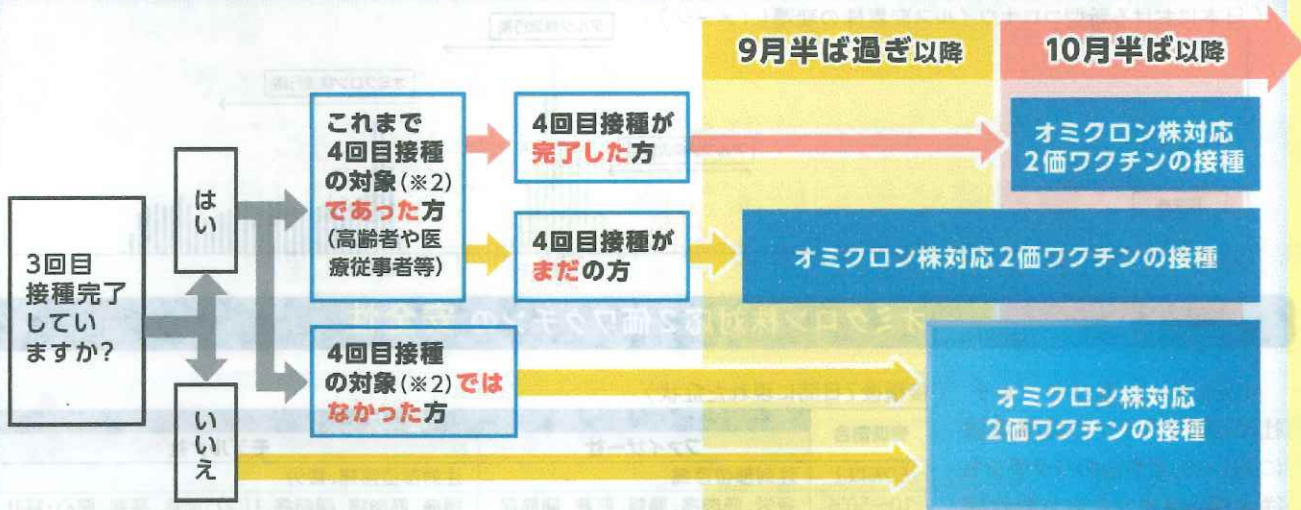 9月半ば過ぎ以降
10月半ば以降
3回目
接種完了
してい
ますか?
はい
いいえ
これまで
4回目接種
の対象(※2)
であった方
(高齢者や医
療従事者等)
4回目接種が
完了した方
4回目接種が
まだの方
4回目接種
の対象(※2)では
なかった方
オミクロン株対応
2価ワクチンの接種
オミクロン株対応2価ワクチンの接種
オミクロン株対応
2価ワクチンの接種